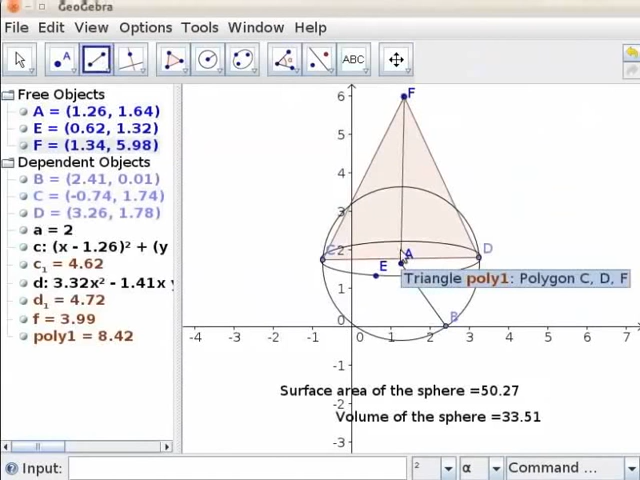 GeoGebra
File Edit View Options Tools Window Help
A
ABC
Free Objects
A = (1.26, 1.64)
E = (0.62, 1.32)
F = (1.34, 5.98)
Dependent Objects
B = (2.41, 0.01)
C = (-0.74, 1.74)
D = (3.26, 1.78)
a = 2
c: (x - 1.26)² + (y
c₁ = 4.62
d: 3.32x² - 1.41x y
d₁ = 4.72
f = 3.99
poly1 = 8.42
6 F
5
4
3
2 C A D
E
Triangle poly1: Polygon C, D, F
1
B
0
-4 -3 -2 -1 0 1 2 3 4 5 6 7
-1
Surface area of the sphere =50.27
-2
Volume of the sphere =33.51
-3
Input: 2 α Command ...